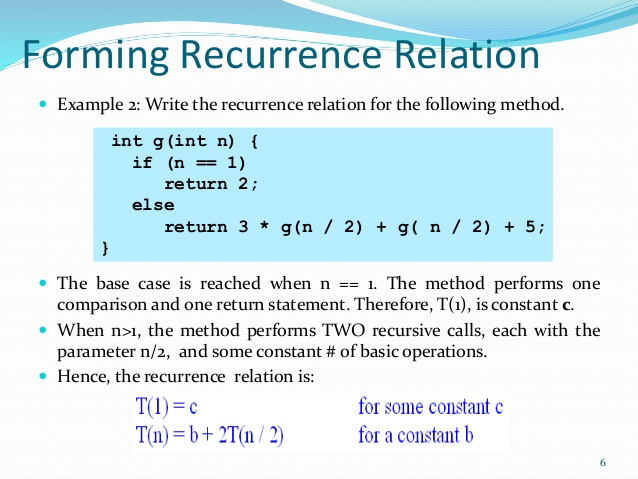 Forming Recurrence Relation
• Example 2: Write the recurrence relation for the following method.
int g(int n) {
if (n == 1)
return 2;
else
return 3 * g(n / 2) + g( n / 2) + 5;
}
• The base case is reached when n == 1. The method performs one
comparison and one return statement. Therefore, T(1), is constant c.
• When n>1, the method performs TWO recursive calls, each with the
parameter n/2, and some constant # of basic operations.
• Hence, the recurrence relation is:
T(1) = c for some constant c
T(n) = b + 2T(n / 2) for a constant b
6